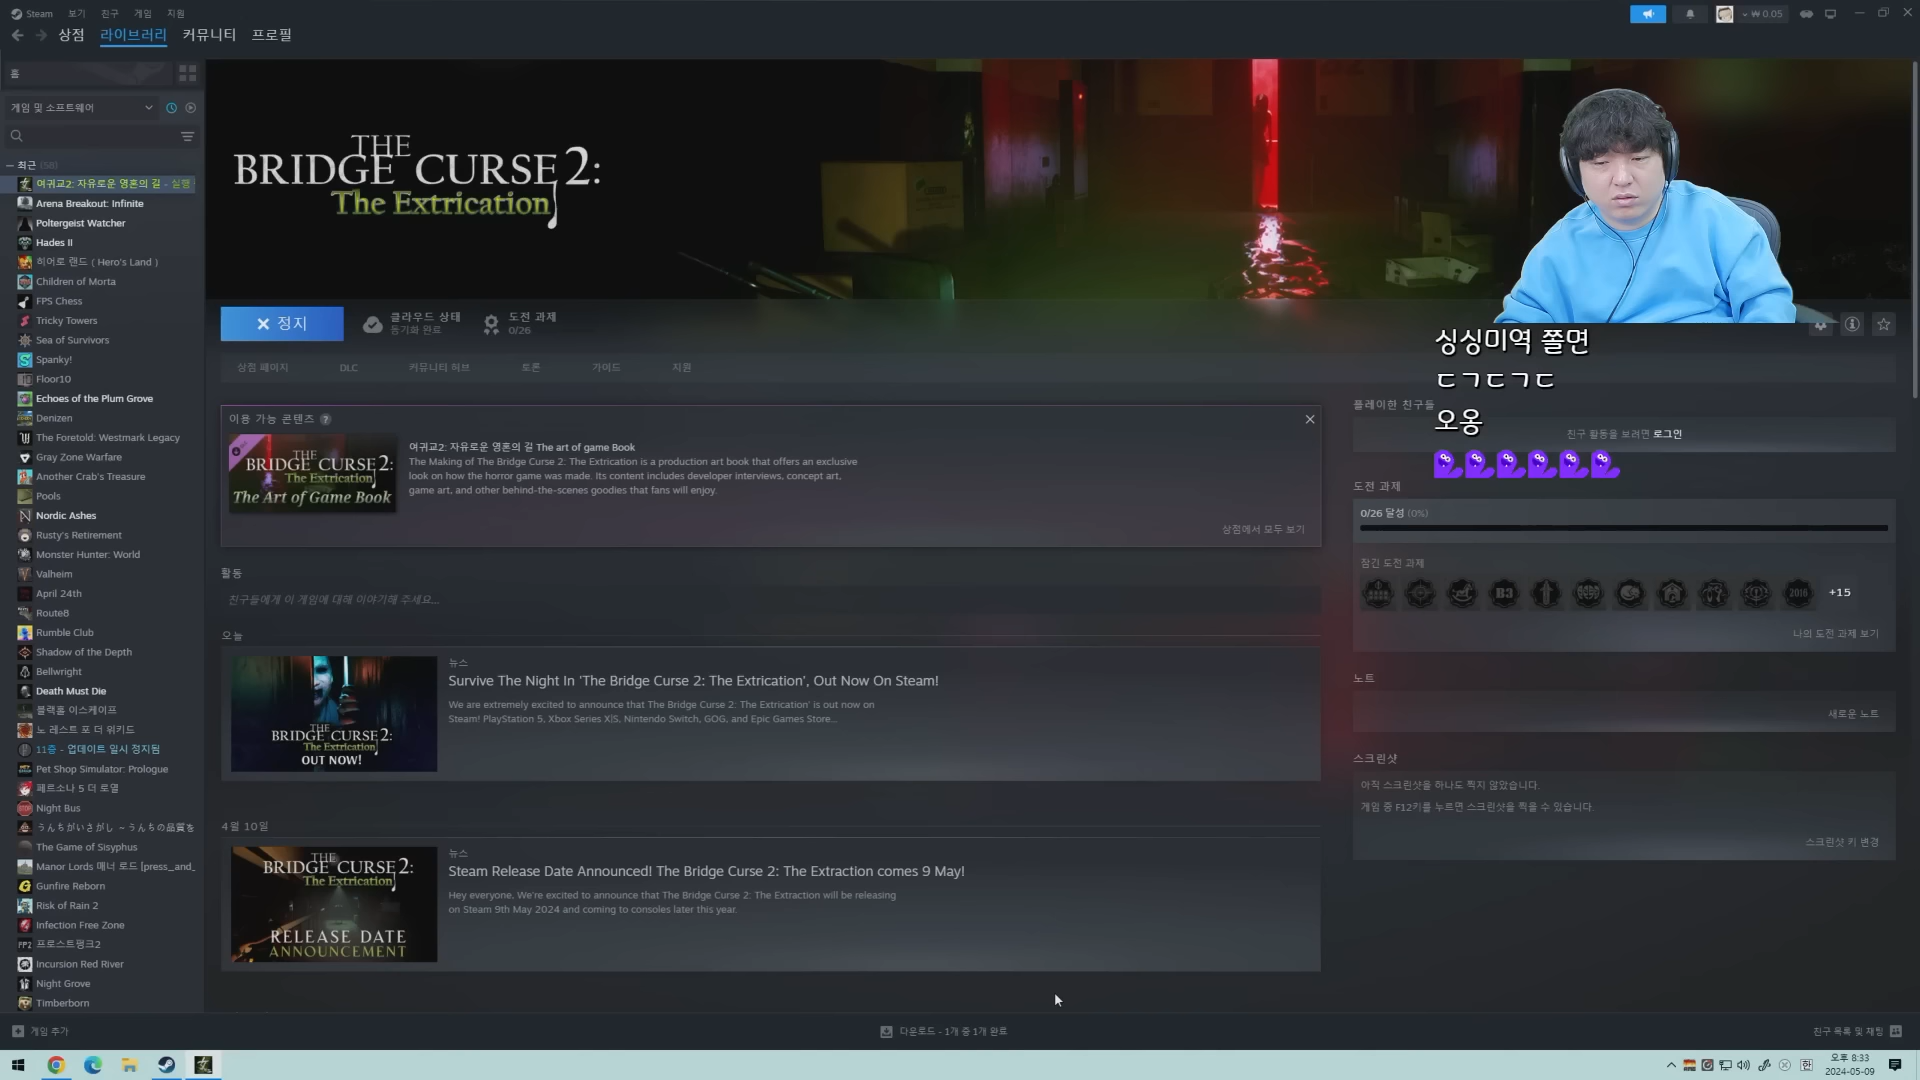 Steam 보기 친구 게임 지원
₩ 0.05
상점 라이브러리 커뮤니티 프로필
홈
게임 및 소프트웨어
최근 (58)
여귀교2: 자유로운 영혼의 길 - 실행
Arena Breakout: Infinite
Poltergeist Watcher
Hades II
히어로 랜드 ( Hero's Land )
Children of Morta
FPS Chess
Tricky Towers
Sea of Survivors
Spanky!
Floor10
Echoes of the Plum Grove
Denizen
The Foretold: Westmark Legacy
Gray Zone Warfare
Another Crab's Treasure
Pools
Nordic Ashes
Rusty's Retirement
Monster Hunter: World
Valheim
April 24th
Route8
Rumble Club
Shadow of the Depth
Bellwright
Death Must Die
블랙홀 이스케이프
노 레스트 포 더 위키드
11층 - 업데이트 일시 정지됨
Pet Shop Simulator: Prologue
페르소나 5 더 로열
Night Bus
うんちがいさがし ～うんちの品質を
The Game of Sisyphus
Manor Lords 매너 로드 [press_and_
Gunfire Reborn
Risk of Rain 2
Infection Free Zone
프로스트펑크2
Incursion Red River
Night Grove
Timberborn
게임 추가
THE
BRIDGE CURSE 2:
The Extrication
정지
클라우드 상태
동기화 완료
도전 과제
0/26
상점 페이지 DLC 커뮤니티 허브 토론 가이드 지원
이용 가능 콘텐츠 ?
BRIDGE CURSE 2:
The Extrication
The Art of Game Book
여귀교2: 자유로운 영혼의 길 The art of game Book
The Making of The Bridge Curse 2: The Extrication is a production art book that offers an exclusive
look on how the horror game was made. Its content includes developer interviews, concept art,
game art, and other behind-the-scenes goodies that fans will enjoy.
상점에서 모두 보기
활동
친구들에게 이 게임에 대해 이야기해 주세요...
오늘
THE
BRIDGE CURSE 2:
The Extrication
OUT NOW!
뉴스
Survive The Night In 'The Bridge Curse 2: The Extrication', Out Now On Steam!
We are extremely excited to announce that The Bridge Curse 2: The Extrication' is out now on
Steam! PlayStation 5, Xbox Series X|S, Nintendo Switch, GOG, and Epic Games Store...
4월 10일
THE
BRIDGE CURSE 2:
The Extrication
RELEASE DATE
ANNOUNCEMENT
뉴스
Steam Release Date Announced! The Bridge Curse 2: The Extraction comes 9 May!
Hey everyone, We're excited to announce that The Bridge Curse 2: The Extraction will be releasing
on Steam 9th May 2024 and coming to consoles later this year.
싱싱미역 쫄면
ㄷㄱㄷㄱㄷ
오옹
플레이한 친구들
친구 활동을 보려면 로그인
도전 과제
0/26 달성 (0%)
잠긴 도전 과제
B3
2016
+15
나의 도전 과제 보기
노트
새로운 노트
스크린샷
아직 스크린샷을 하나도 찍지 않았습니다.
게임 중 F12키를 누르면 스크린샷을 찍을 수 있습니다.
스크린샷 키 변경
다운로드 - 1개 중 1개 완료
친구 목록 및 채팅
한
오후 8:33
2024-05-09